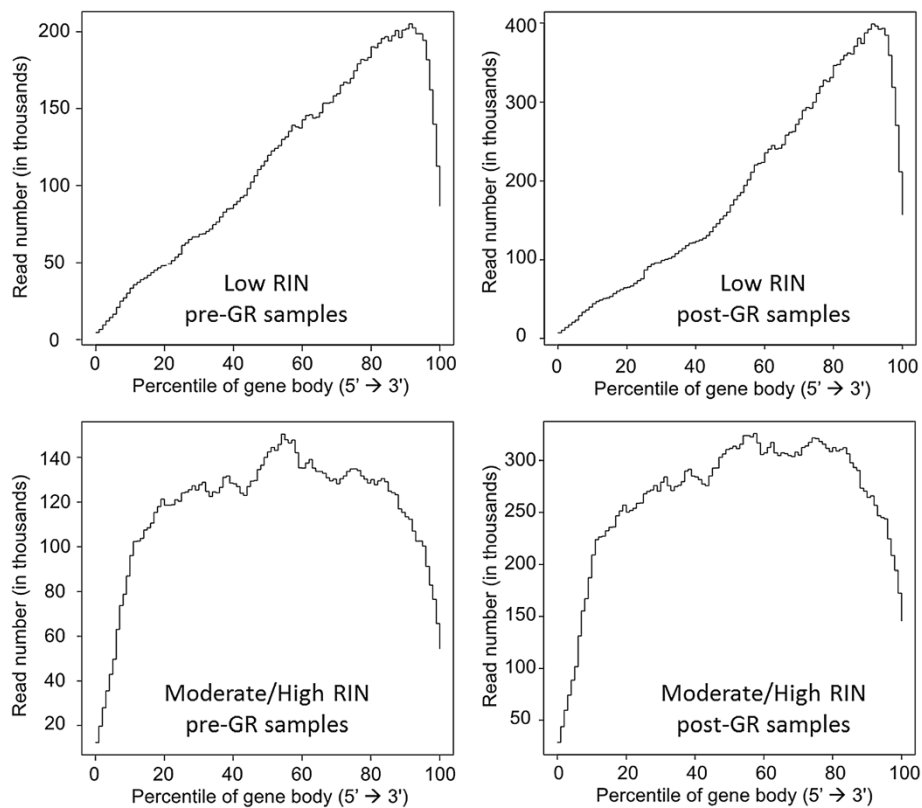 Read number (in thousands)
200
150
100
50
0
Low RIN
pre-GR samples
0 20 40 60 80 100
Percentile of gene body (5' → 3')
Read number (in thousands)
400
300
200
100
0
Low RIN
post-GR samples
0 20 40 60 80 100
Percentile of gene body (5' → 3')
Read number (in thousands)
140
120
100
80
60
40
20
Moderate/High RIN
pre-GR samples
0 20 40 60 80 100
Percentile of gene body (5' → 3')
Read number (in thousands)
300
250
200
150
100
50
Moderate/High RIN
post-GR samples
0 20 40 60 80 100
Percentile of gene body (5' → 3')